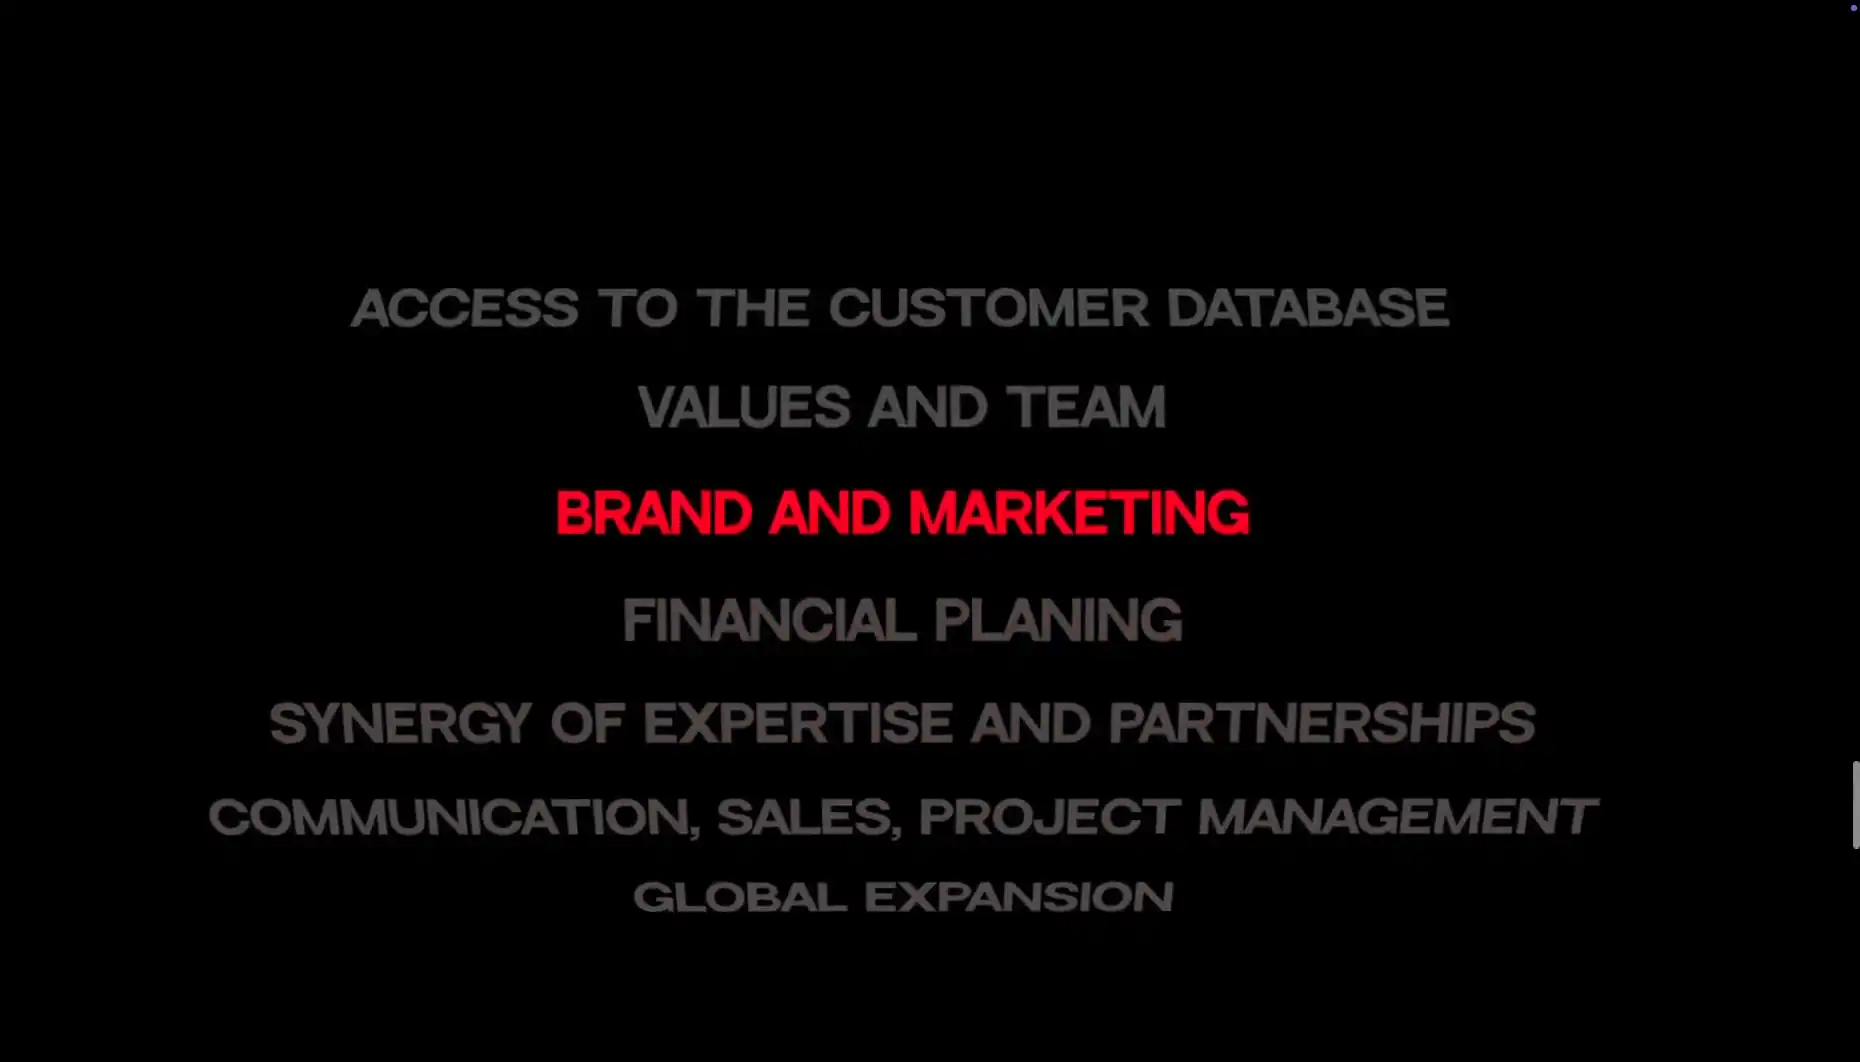 ACCESS TO THE CUSTOMER DATABASE
VALUES AND TEAM
BRAND AND MARKETING
FINANCIAL PLANING
SYNERGY OF EXPERTISE AND PARTNERSHIPS
COMMUNICATION, SALES, PROJECT MANAGEMENT
GLOBAL EXPANSION